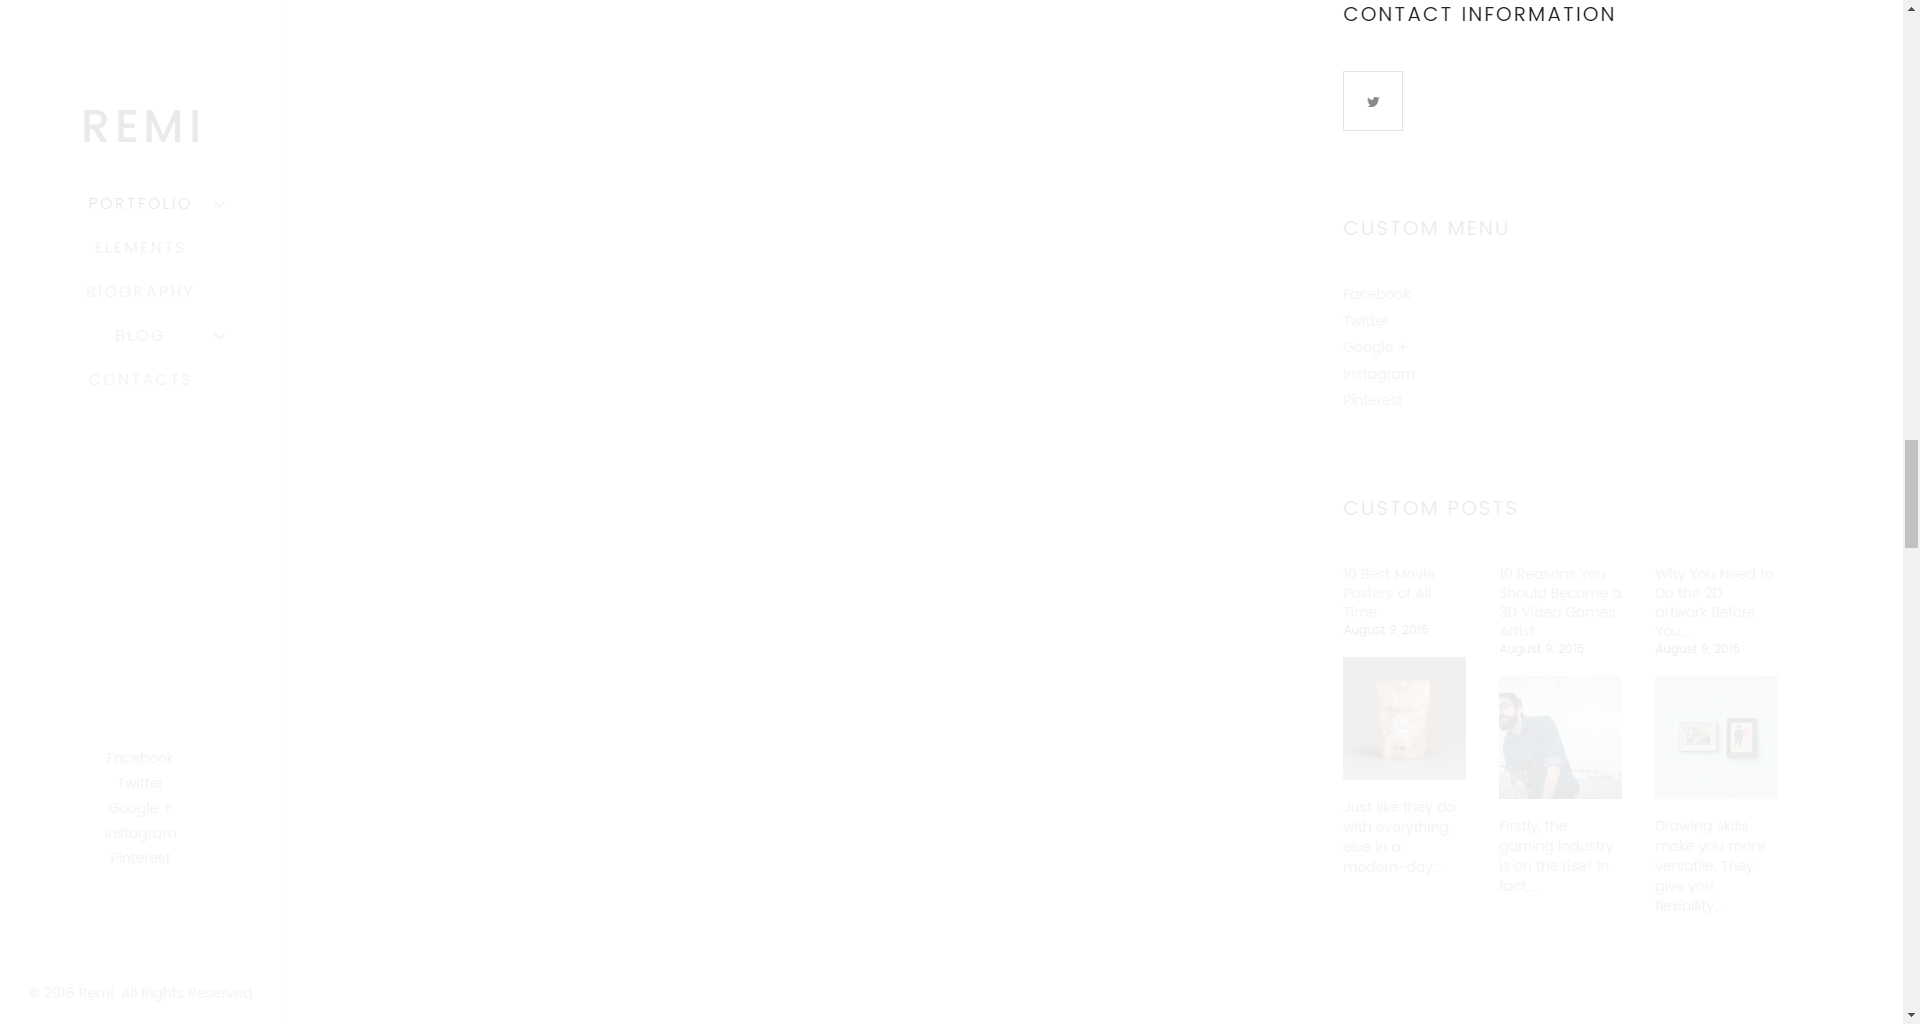 REMI
PORTFOLIO
ELEMENTS
BIOGRAPHY
BLOG
CONTACTS
Facebook
Twitter
Google +
Instagram
Pinterest
© 2016 Remi. All Rights Reserved
CONTACT INFORMATION
CUSTOM MENU
Facebook
Twitter
Google +
Instagram
Pinterest
CUSTOM POSTS
10 Best Movie
Posters of All
Time
August 9, 2016
Just like they do
with everything
else in a
modern-day...
10 Reasons You
Should Become a
3D Video Games
Artist
August 9, 2016
Firstly, the
gaming industry
is on the rise! In
fact,...
Why You Need to
Do the 2D
artwork Before
You...
August 9, 2016
Drawing skills
make you more
versatile. They
give you
flexibility...